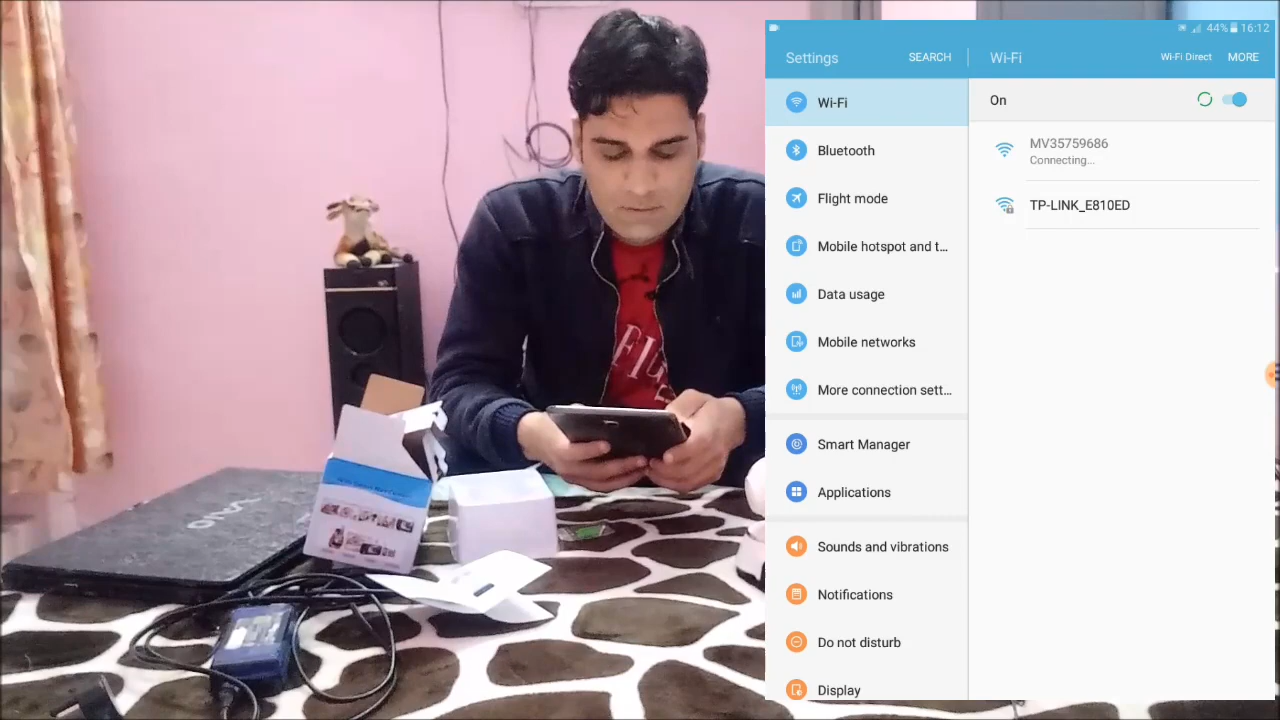 44% 16:12
Settings SEARCH Wi-Fi Wi-Fi Direct MORE
Wi-Fi
Bluetooth
Flight mode
Mobile hotspot and t...
Data usage
Mobile networks
More connection sett...
Smart Manager
Applications
Sounds and vibrations
Notifications
Do not disturb
Display
On
MV35759686
Connecting...
TP-LINK_E810ED
VAIO